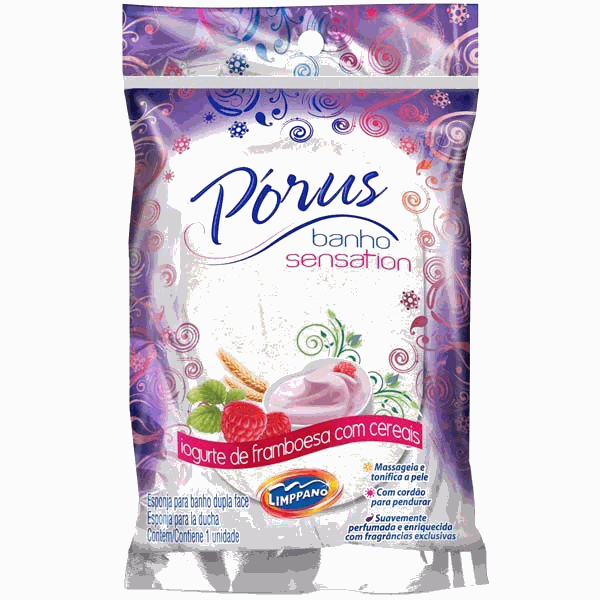 Pórus
banho
sensation
iogurte de framboesa com cereais
LIMPPANO
Massageia e
tonifica a pele
Com cordão
para pendurar
Suavemente
perfumada e enriquecida
com fragrâncias exclusivas
Esponja para banho dupla face
Esponja para la ducha
Contém/Contiene 1 unidade